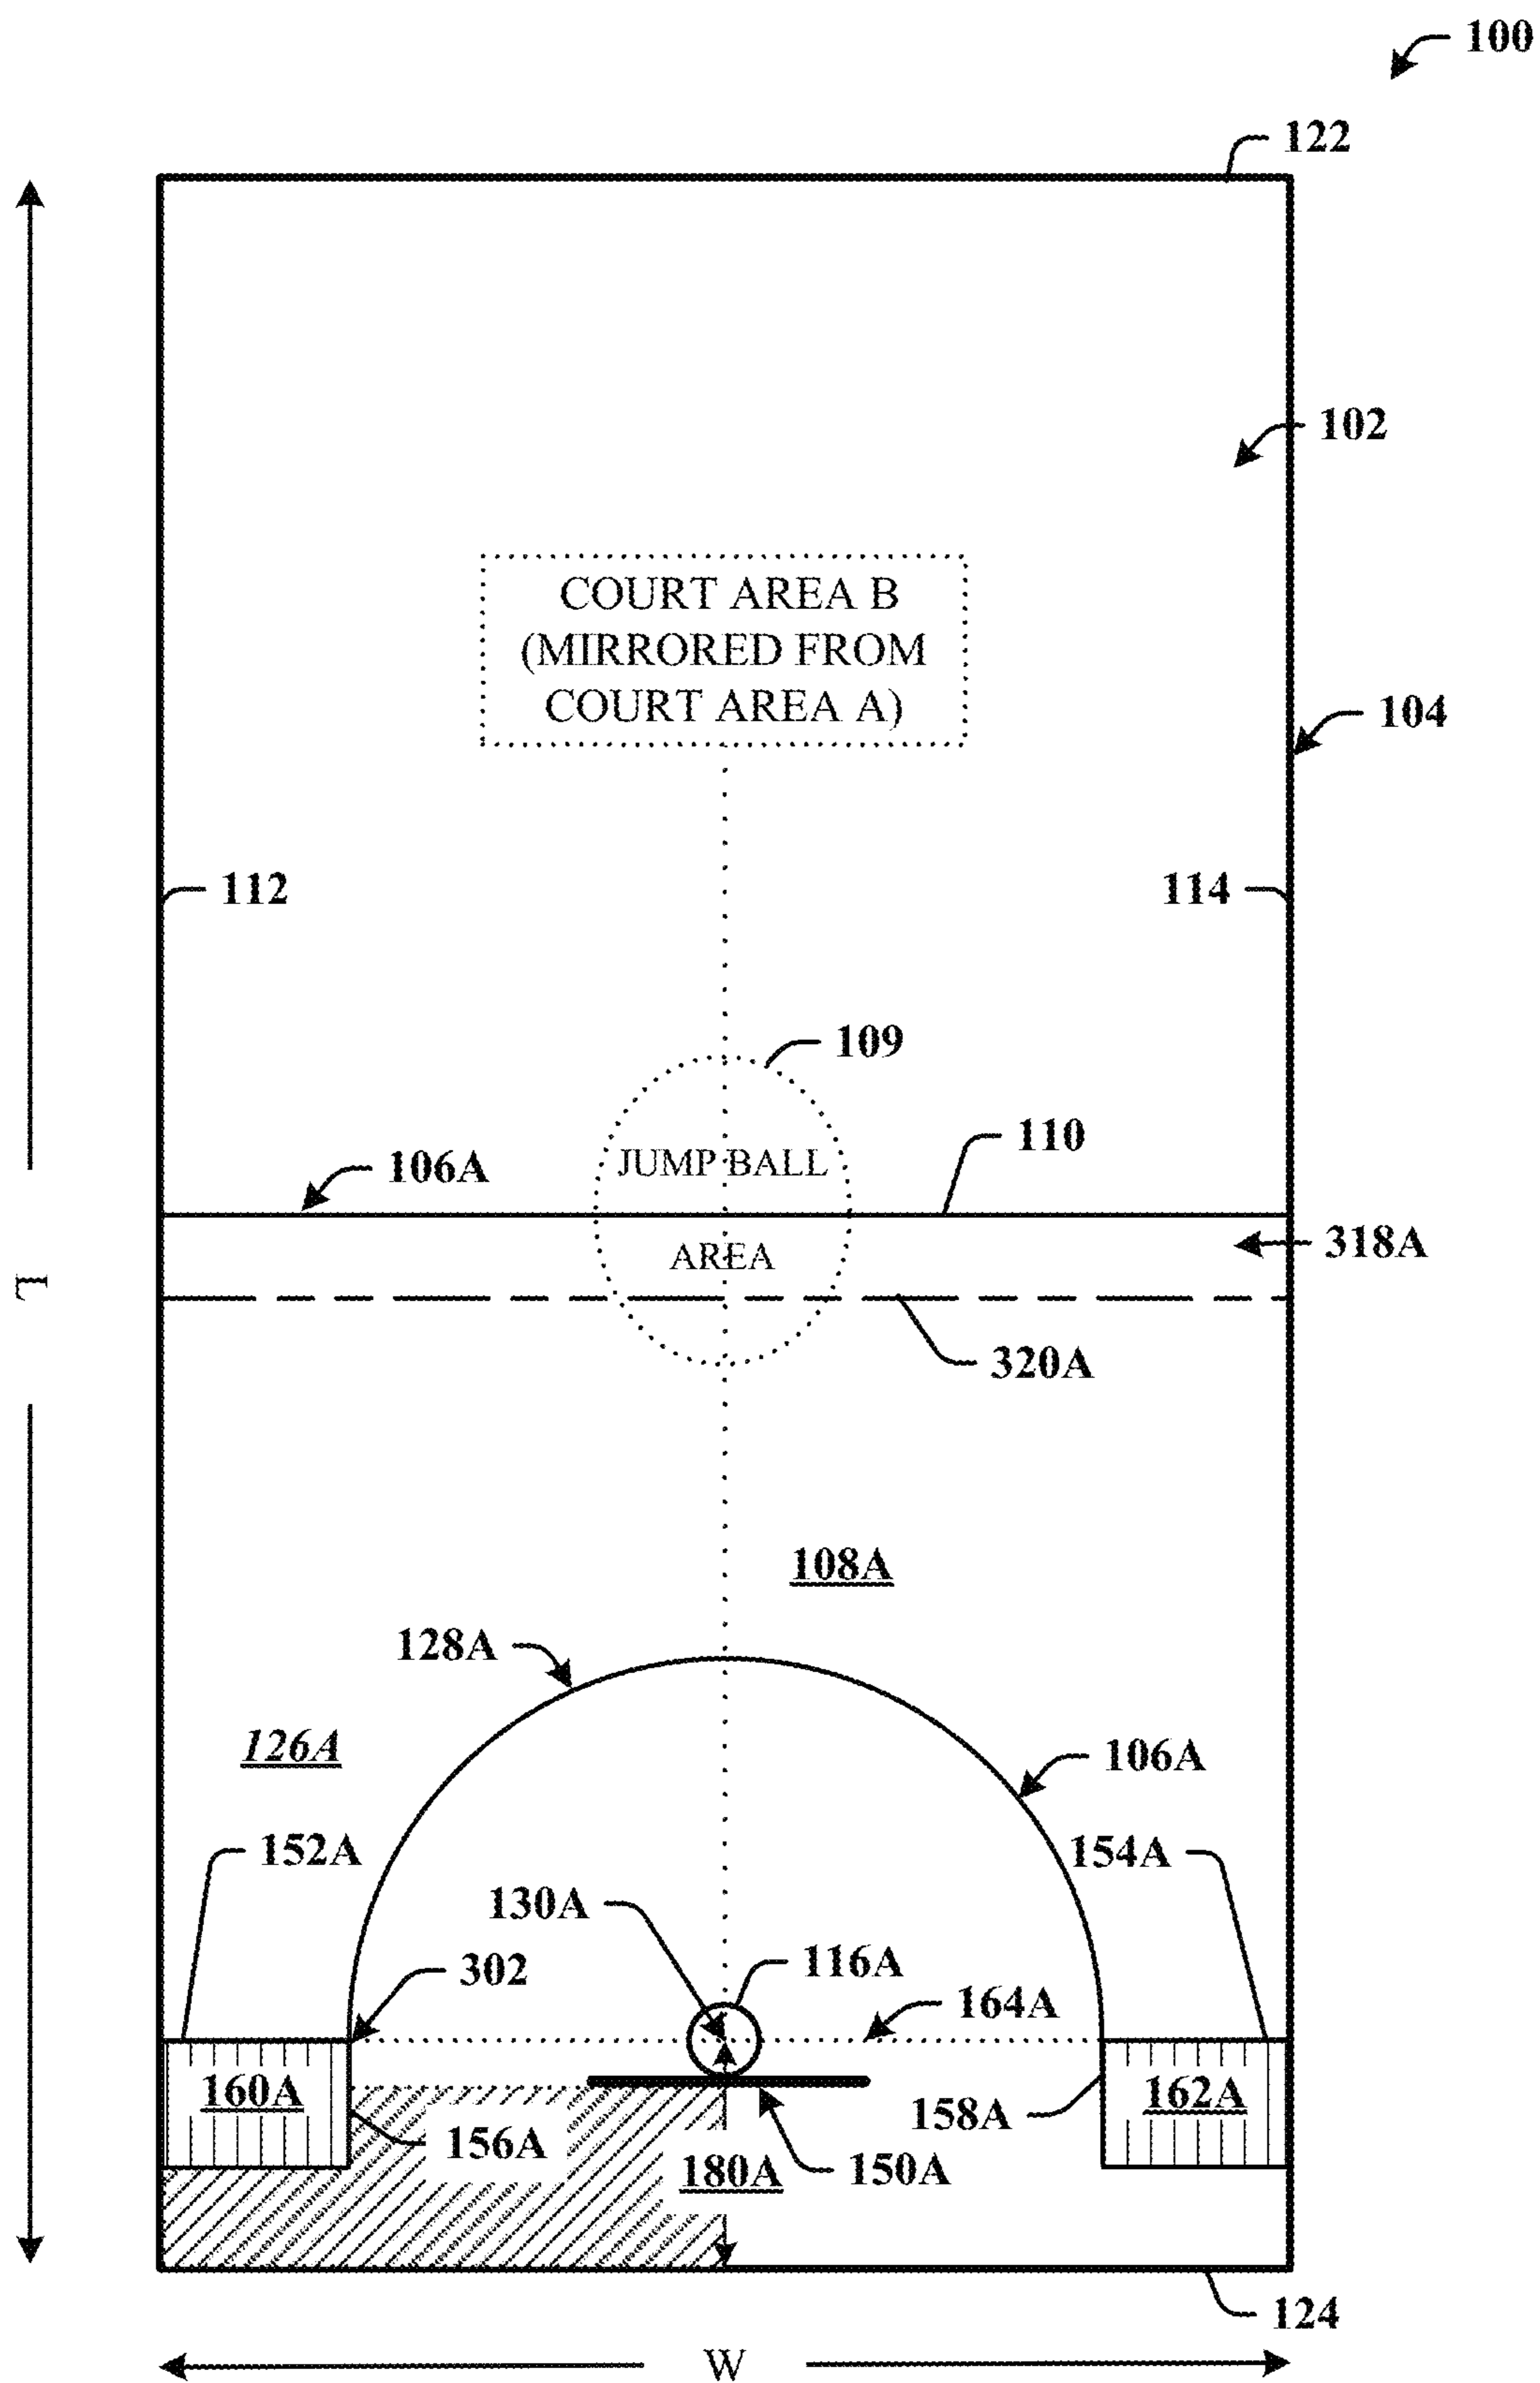 100
122
102
COURT AREA B
(MIRRORED FROM
COURT AREA A)
104
112
114
109
110
JUMP BALL
106A
318A
AREA
L
320A
108A
128A
126A
106A
152A
154A
130A
116A
302
164A
160A
162A
158A
156A
180A
150A
124
W